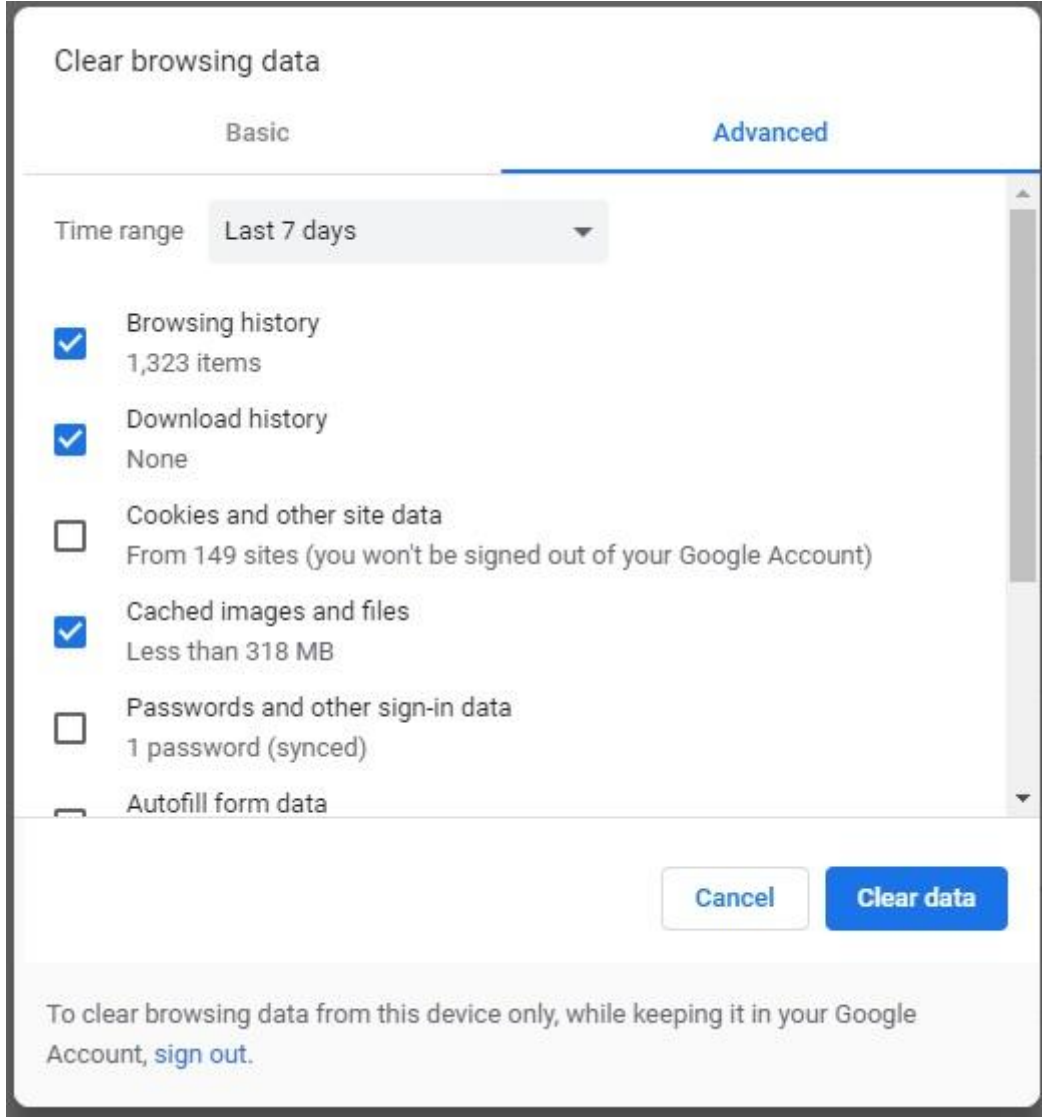 Clear browsing data
Basic
Advanced
Time range
Last 7 days
Browsing history
1,323 items
Download history
None
Cookies and other site data
From 149 sites (you won't be signed out of your Google Account)
Cached images and files
Less than 318 MB
Passwords and other sign-in data
1 password (synced)
Autofill form data
Cancel
Clear data
To clear browsing data from this device only, while keeping it in your Google
Account, sign out.